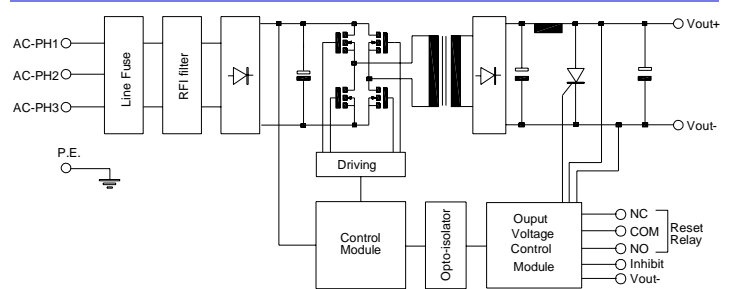 AC-PH1
AC-PH2
AC-PH3
P.E.
Line Fuse
RFI filter
Driving
Control
Module
Opto-isolator
Ouput
Voltage
Control
Module
Vout+
Vout-
NC
COM
NO
Reset
Relay
Inhibit
Vout-